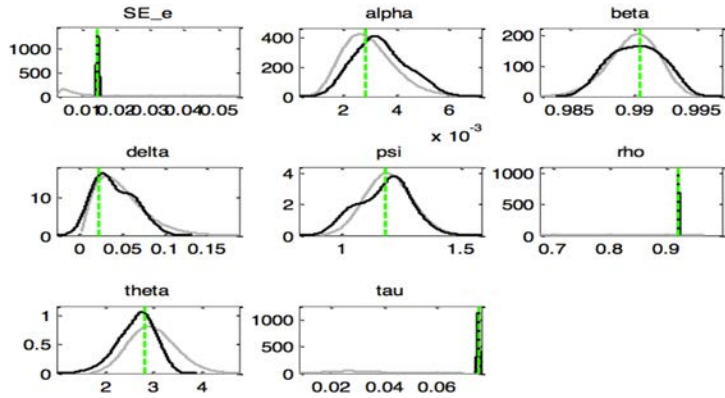 SE_e alpha beta
1000 500 0
0.01 0.02 0.03 0.04 0.05
400 200 0
2 4 6
x 10^-3
200 100 0
0.985 0.99 0.995
delta psi rho
10 0
0 0.05 0.1 0.15
4 2 0
1 1.5
1000 500 0
0.7 0.8 0.9
theta tau
1 0.5 0
2 3 4
1000 500 0
0.02 0.04 0.06